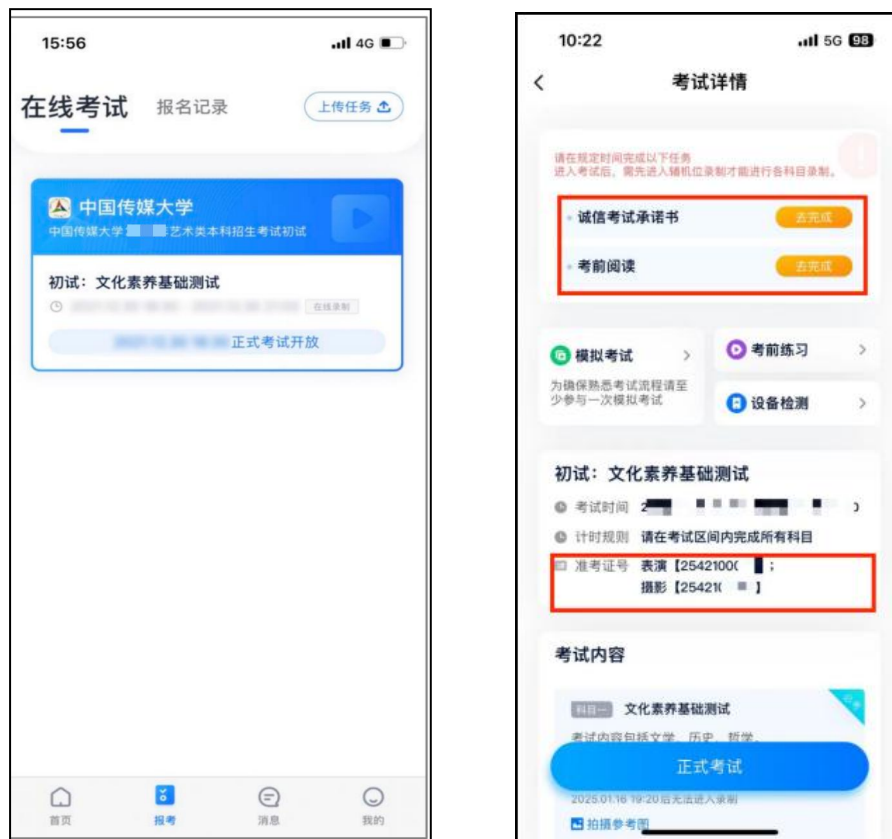 15:56
4G
在线考试 报名记录 上传任务
中国传媒大学
中国传媒大学 艺术类本科招生考试初试
初试：文化素养基础测试
在线录制
正式考试开放
首页 报考 消息 我的
10:22
5G 98
考试详情
请在规定时间完成以下任务
进入考试后，需先进入辅机位录制才能进行各科目录制。
诚信考试承诺书 去完成
考前阅读 去完成
模拟考试 考前练习
为确保熟悉考试流程请至
少参与一次模拟考试
设备检测
初试：文化素养基础测试
考试时间 2
计时规则 请在考试区间内完成所有科目
准考证号 表演【2542100 ；
摄影【2542 】
考试内容
科目一 文化素养基础测试
考试内容包括文学、历史、哲学、
正式考试
2025.01.16 19:20后无法进入录制
拍摄参考图